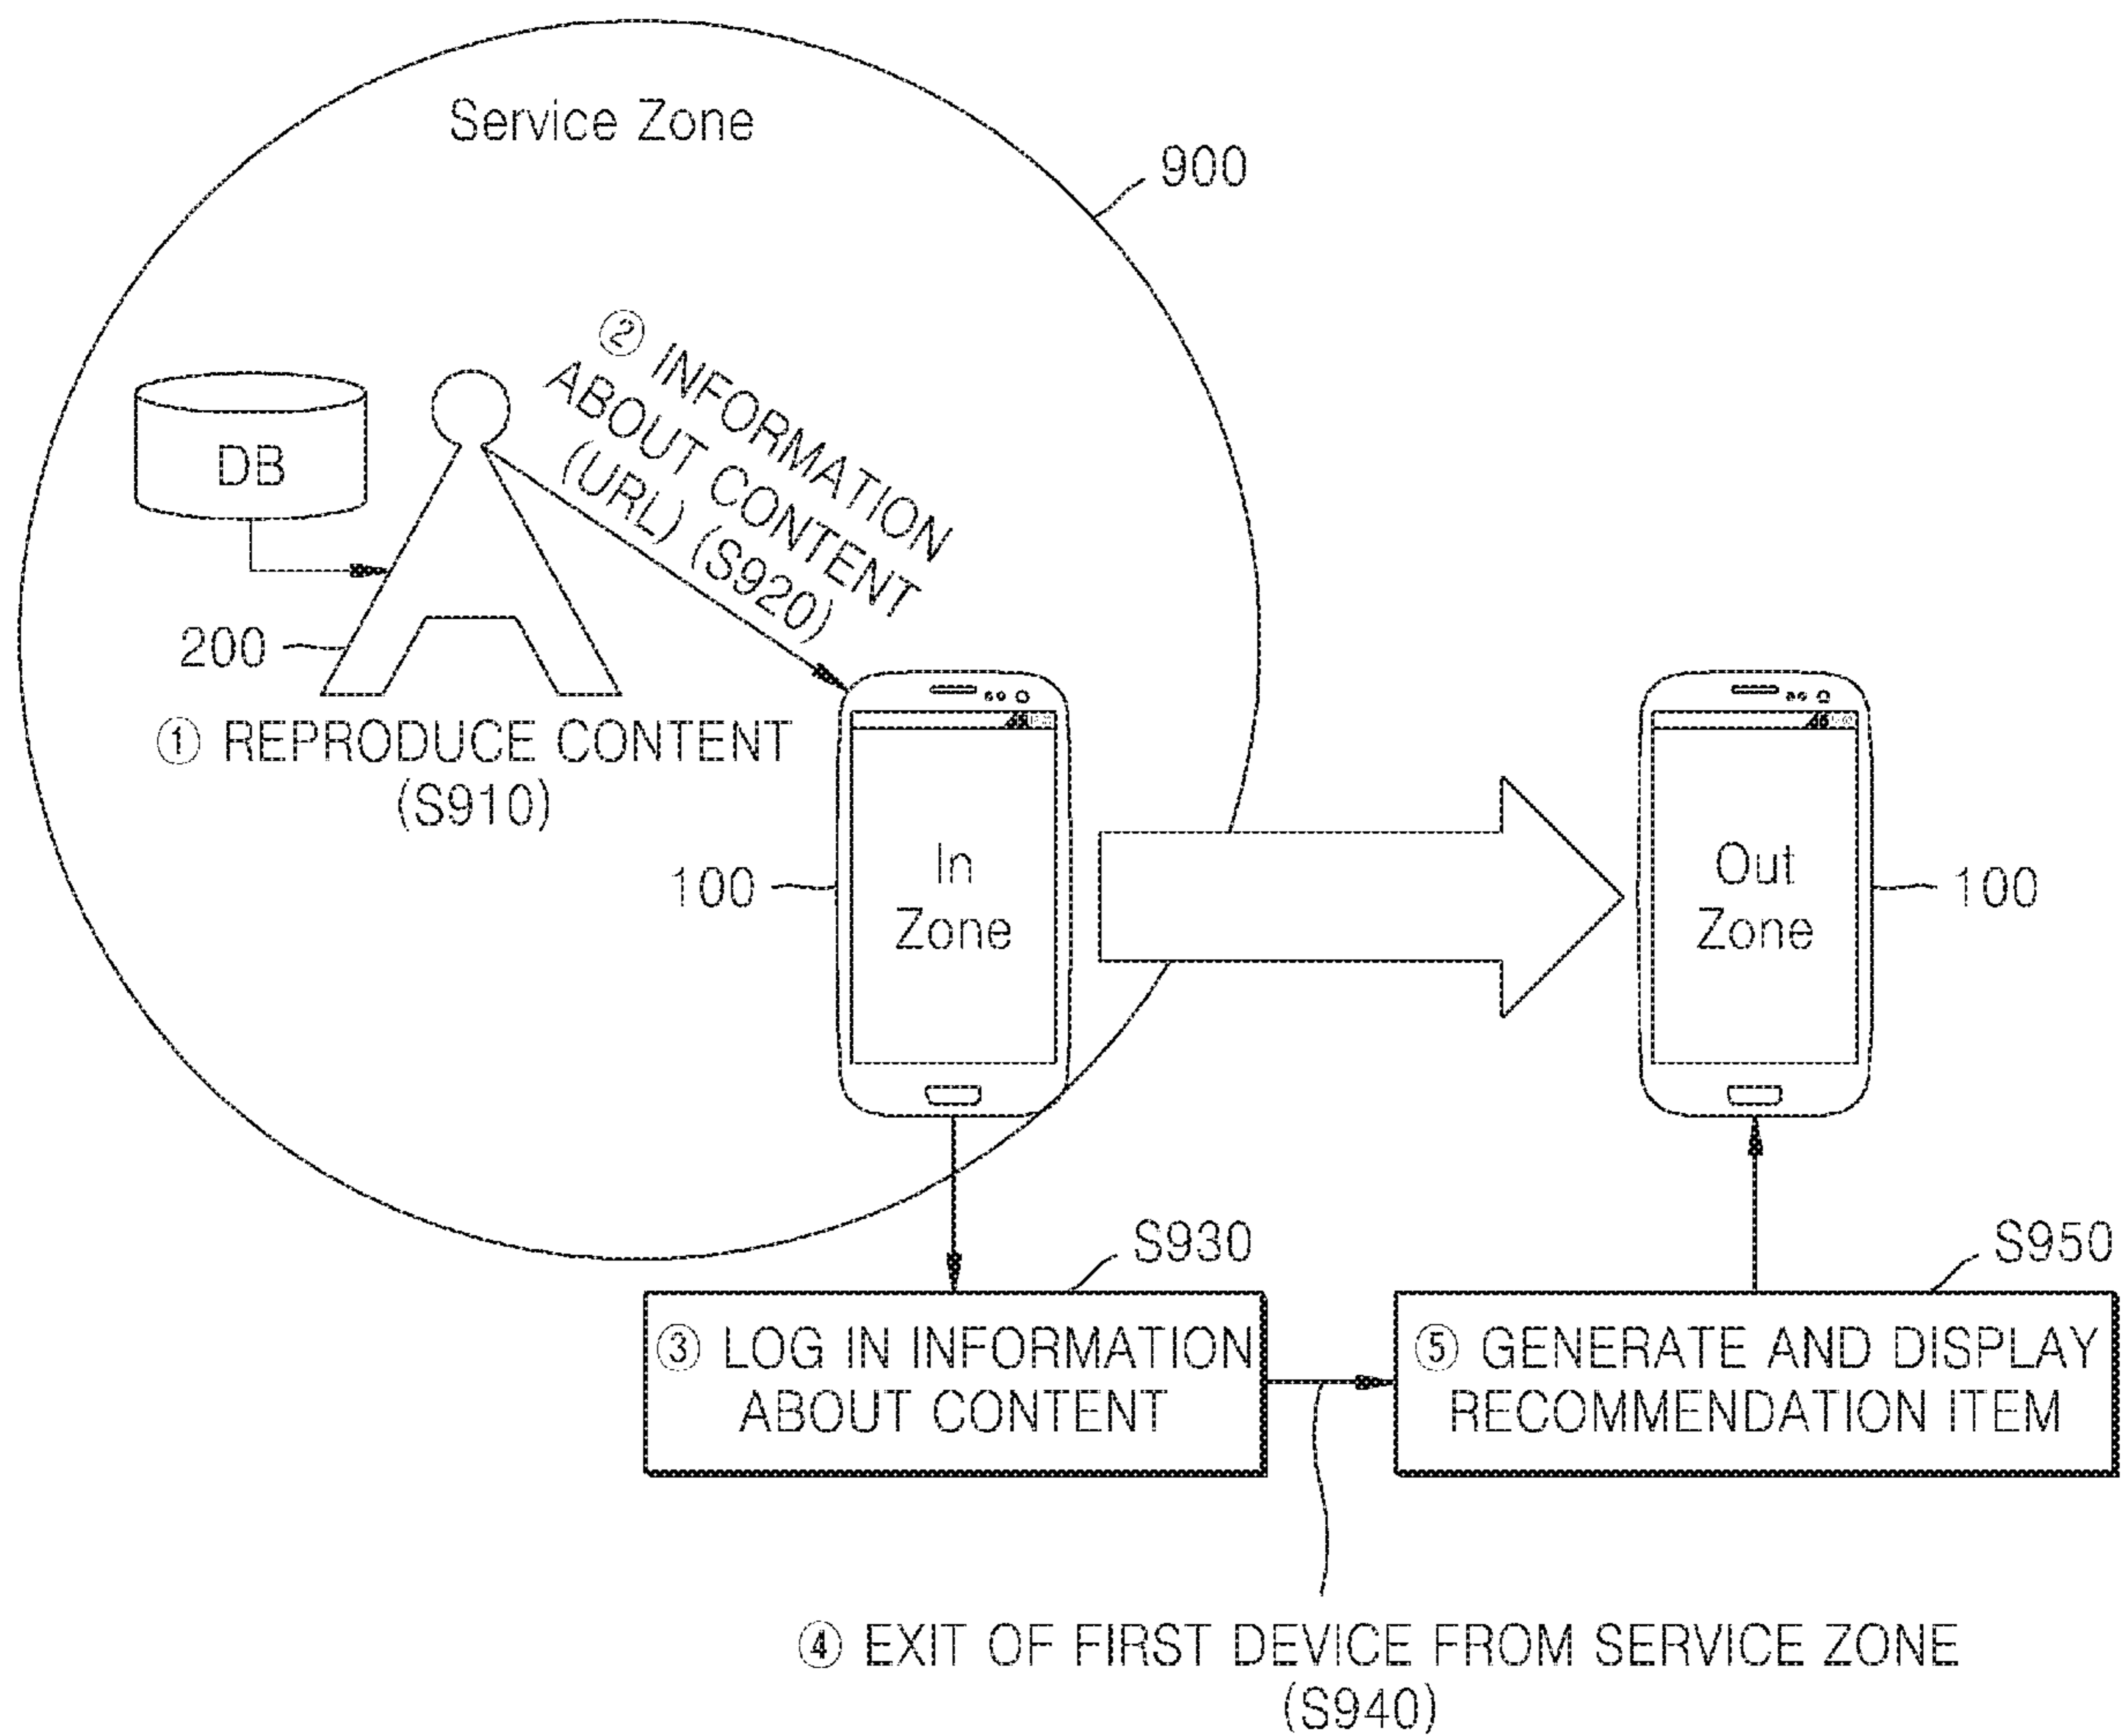 Service Zone
900
② INFORMATION
ABOUT CONTENT
(URL) (S920)
DB
200
① REPRODUCE CONTENT
(S910)
100
In
Zone
Out
Zone
100
S930
③ LOG IN INFORMATION
ABOUT CONTENT
S950
⑤ GENERATE AND DISPLAY
RECOMMENDATION ITEM
④ EXIT OF FIRST DEVICE FROM SERVICE ZONE
(S940)